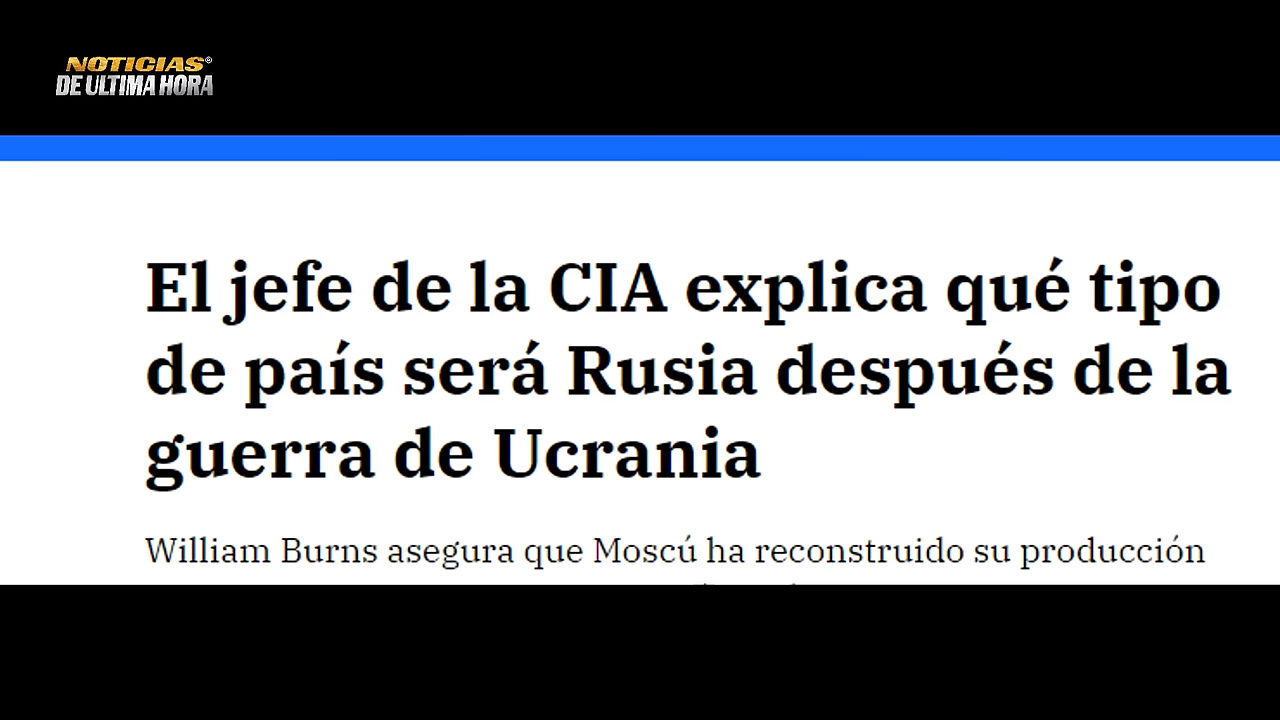 NOTICIAS®
DE ULTIMA HORA
El jefe de la CIA explica qué tipo
de país será Rusia después de la
guerra de Ucrania
William Burns asegura que Moscú ha reconstruido su producción